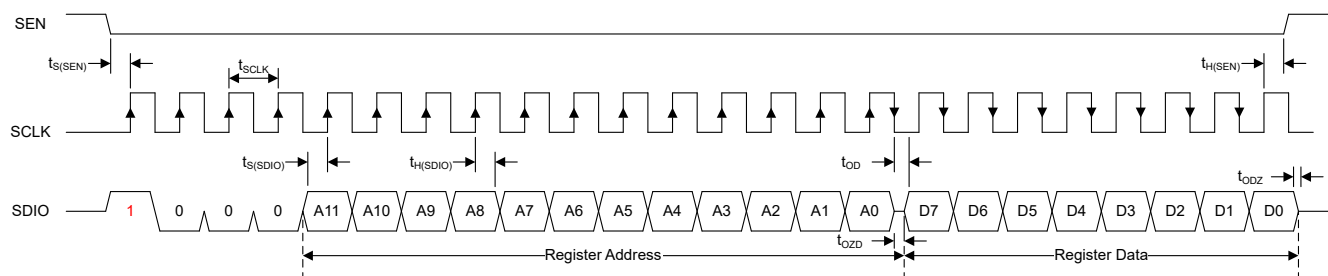 SEN
tS(SEN)
tSCLK
tH(SEN)
SCLK
tS(SDIO)
tH(SDIO)
tOD
tODZ
SDIO
1 0 0 0 A11 A10 A9 A8 A7 A6 A5 A4 A3 A2 A1 A0 D7 D6 D5 D4 D3 D2 D1 D0
tOZD
Register Address Register Data